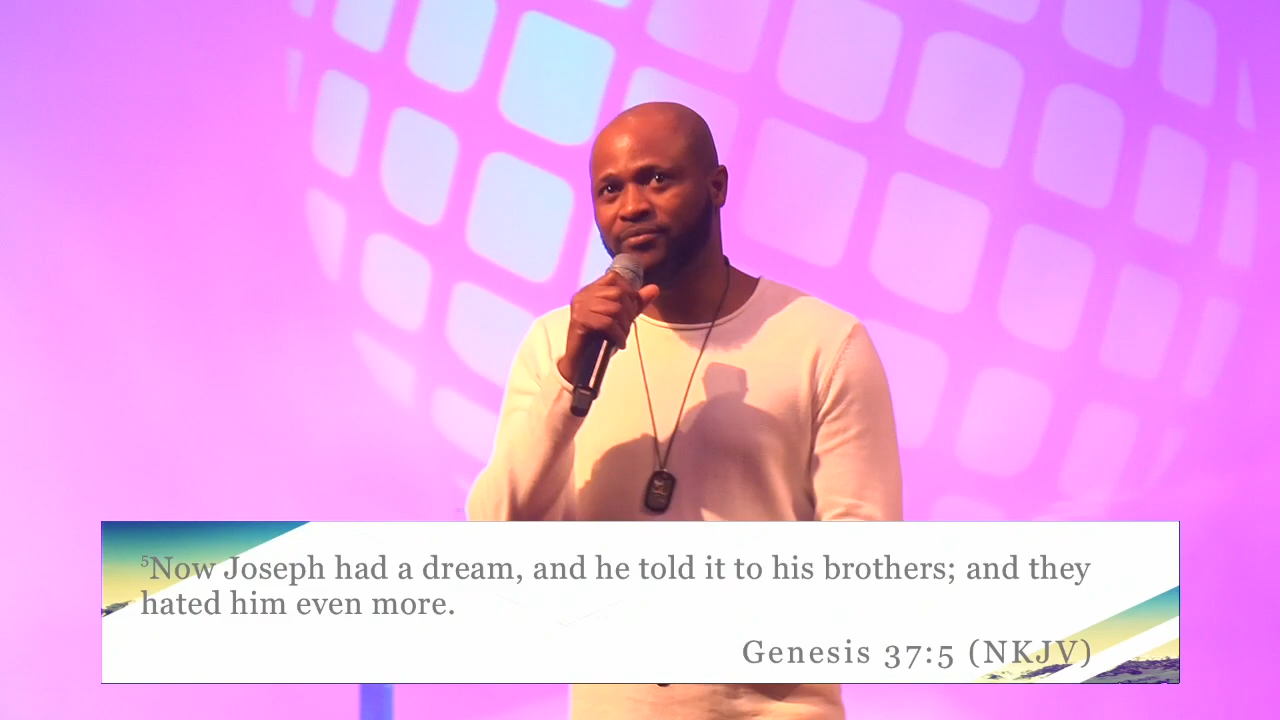 ⁵Now Joseph had a dream, and he told it to his brothers; and they
hated him even more.
Genesis 37:5 (NKJV)